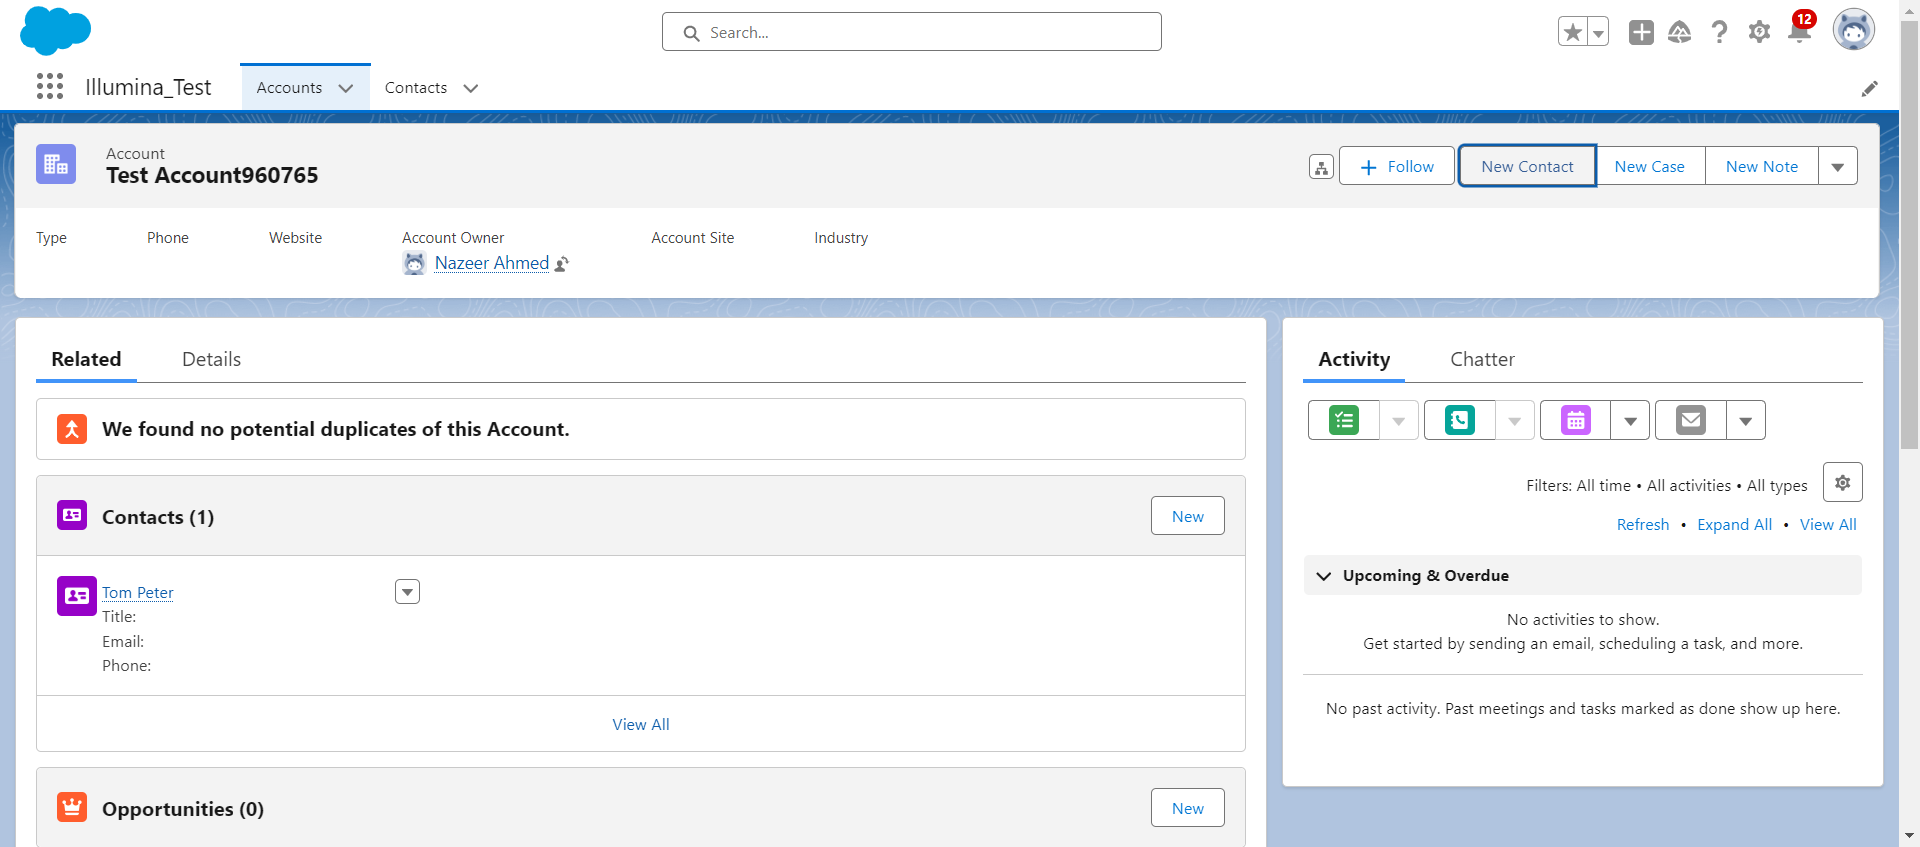 Search...
12
Illumina_Test
Accounts
Contacts
Account
Test Account960765
Follow
New Contact
New Case
New Note
Type
Phone
Website
Account Owner
Account Site
Industry
Nazeer Ahmed
Related
Details
We found no potential duplicates of this Account.
Contacts (1)
New
Tom Peter
Title:
Email:
Phone:
View All
Opportunities (0)
New
Activity
Chatter
Filters: All time • All activities • All types
Refresh • Expand All • View All
Upcoming & Overdue
No activities to show.
Get started by sending an email, scheduling a task, and more.
No past activity. Past meetings and tasks marked as done show up here.